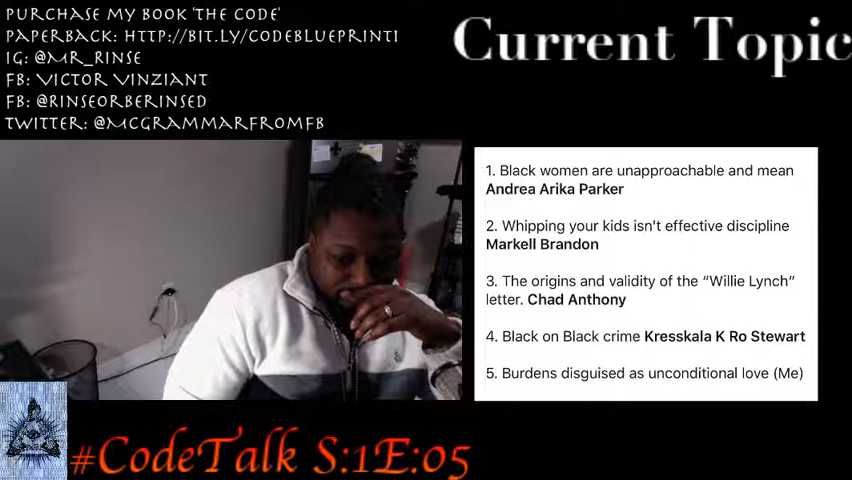 PURCHASE MY BOOK 'THE CODE'
PAPERBACK: HTTP://BIT.LY/CODEBLUEPRINT1
IG: @MR_RINSE
FB: VICTOR VINZIANT
FB: @RINSEORBERINSED
TWITTER: @MCGRAMMARFROMFB
Current Topic
1. Black women are unapproachable and mean
Andrea Arika Parker
2. Whipping your kids isn't effective discipline
Markell Brandon
3. The origins and validity of the “Willie Lynch”
letter. Chad Anthony
4. Black on Black crime Kresskala K Ro Stewart
5. Burdens disguised as unconditional love (Me)
#CodeTalk S:1E:05